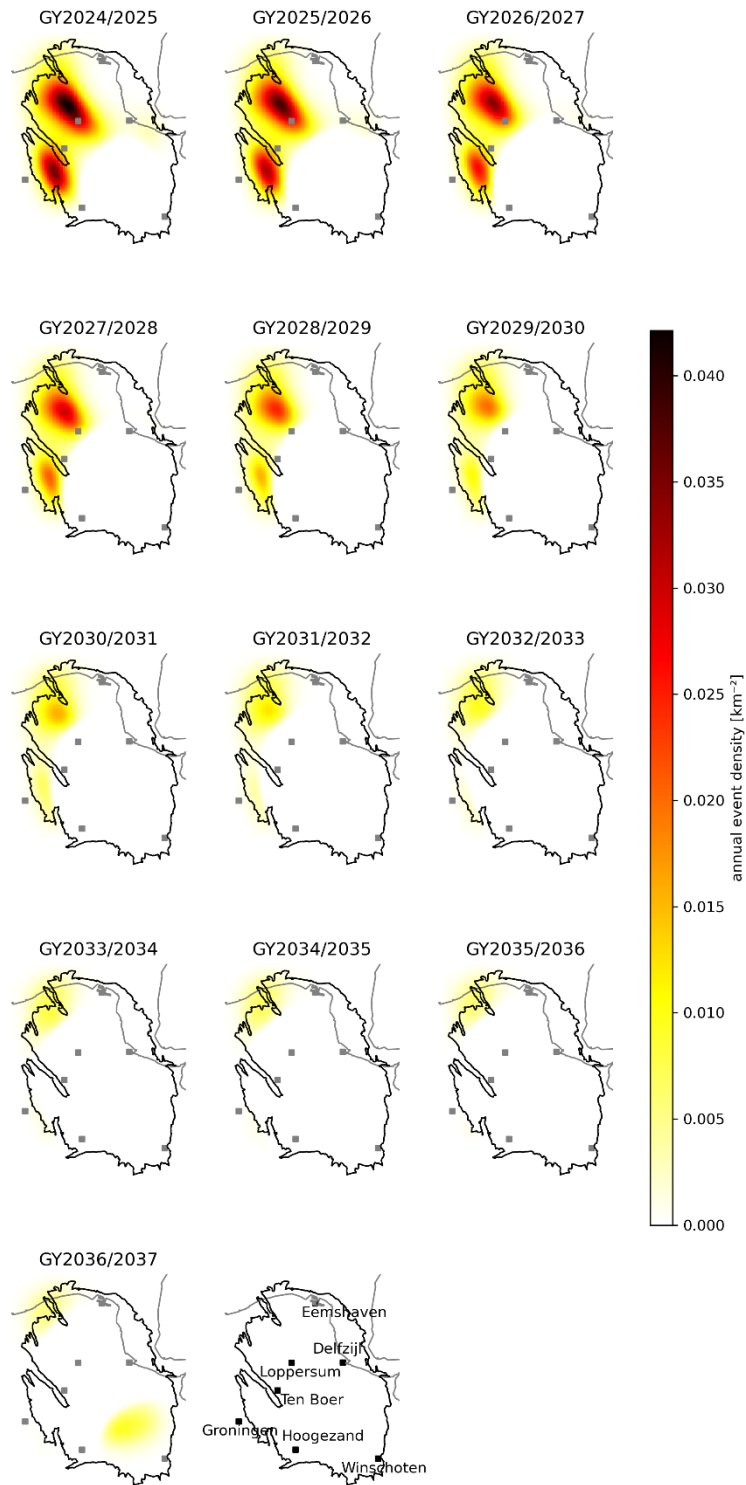 GY2024/2025
GY2025/2026
GY2026/2027
GY2027/2028
GY2028/2029
GY2029/2030
0.040
0.035
0.030
0.025
0.020
0.015
0.010
0.005
0.000
annual event density [km⁻²]
GY2030/2031
GY2031/2032
GY2032/2033
GY2033/2034
GY2034/2035
GY2035/2036
GY2036/2037
Eemshaven
Delfzijl
Loppersum
Ten Boer
Groningen
Hoogezand
Winschoten